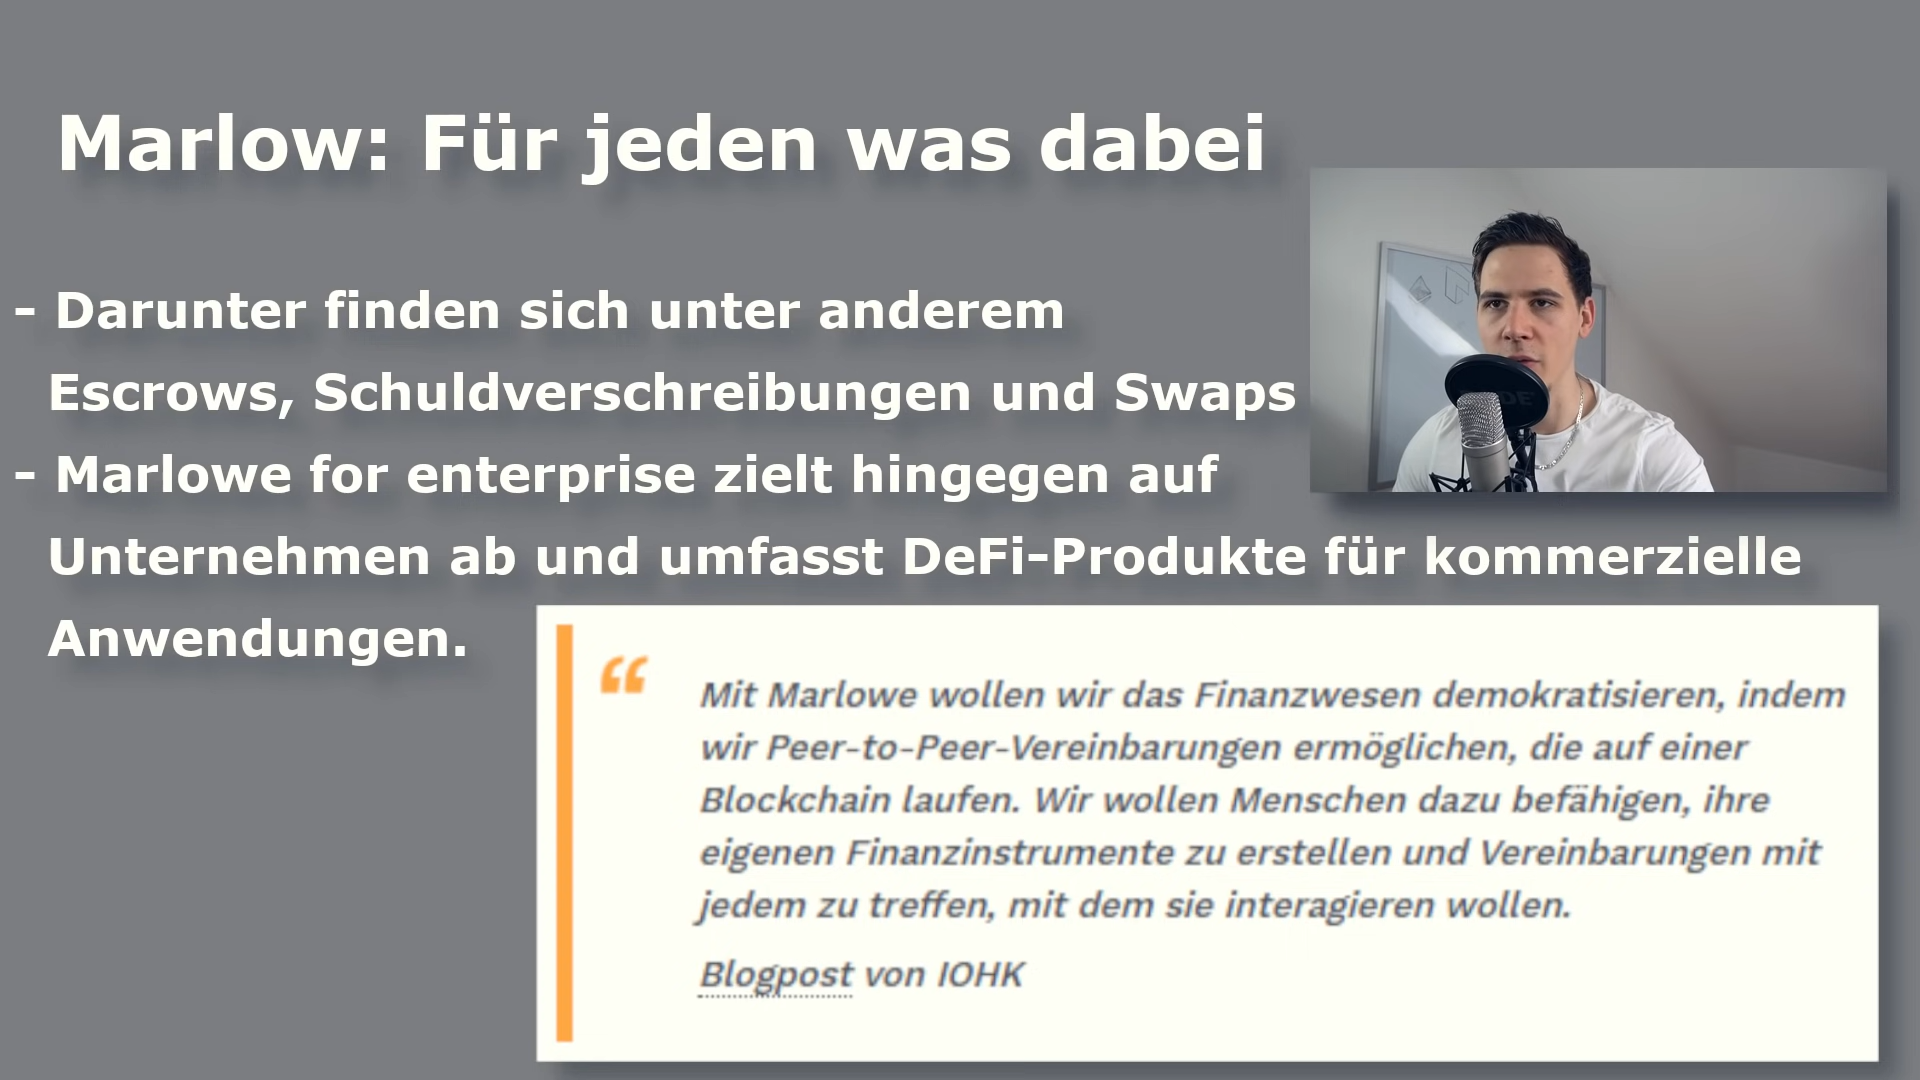 Marlow: Für jeden was dabei
- Darunter finden sich unter anderem
Escrows, Schuldverschreibungen und Swaps
- Marlowe for enterprise zielt hingegen auf
Unternehmen ab und umfasst DeFi-Produkte für kommerzielle
Anwendungen.
“
Mit Marlowe wollen wir das Finanzwesen demokratisieren, indem
wir Peer-to-Peer-Vereinbarungen ermöglichen, die auf einer
Blockchain laufen. Wir wollen Menschen dazu befähigen, ihre
eigenen Finanzinstrumente zu erstellen und Vereinbarungen mit
jedem zu treffen, mit dem sie interagieren wollen.
Blogpost von IOHK